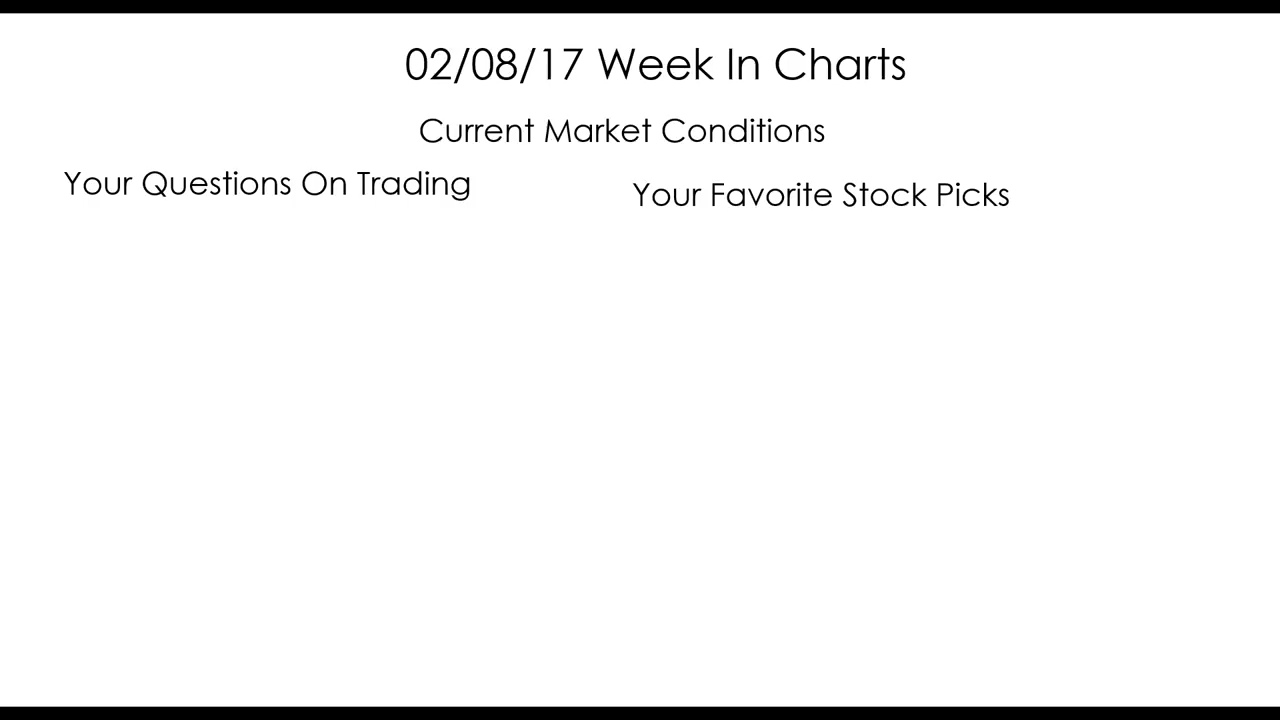 02/08/17 Week In Charts
Current Market Conditions
Your Questions On Trading
Your Favorite Stock Picks